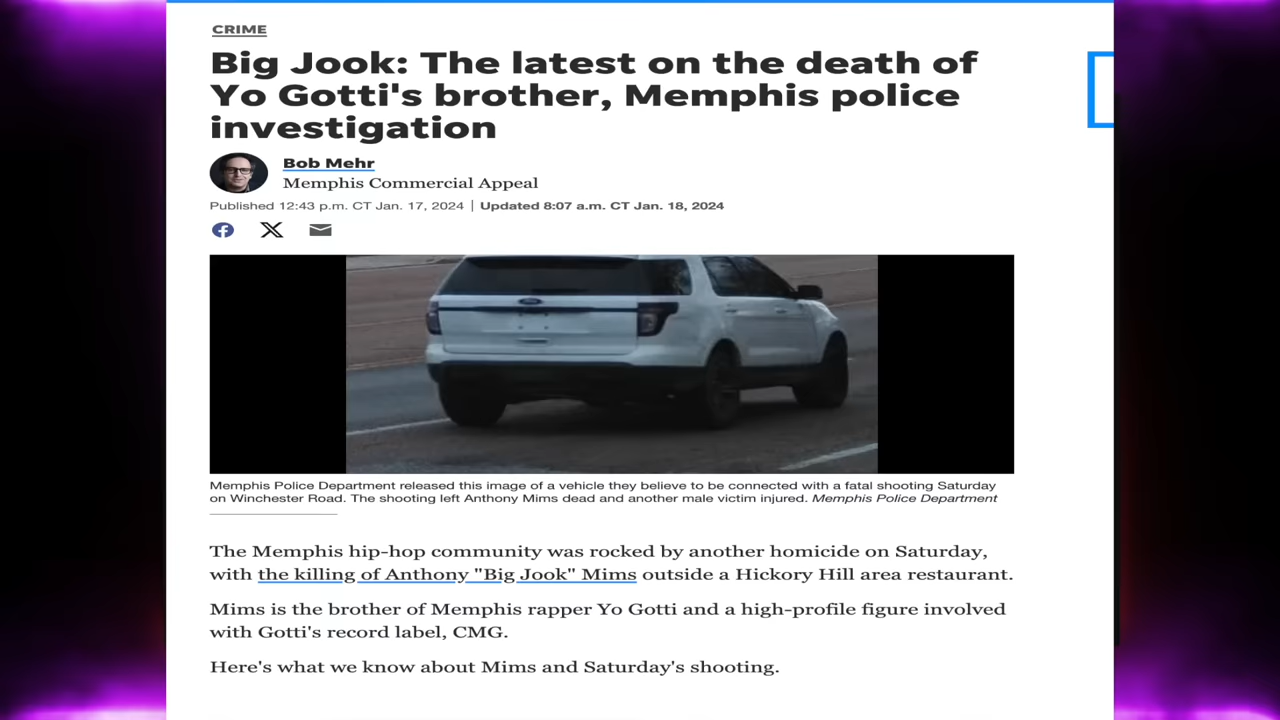 CRIME
Big Jook: The latest on the death of
Yo Gotti's brother, Memphis police
investigation
Bob Mehr
Memphis Commercial Appeal
Published 12:43 p.m. CT Jan. 17, 2024 | Updated 8:07 a.m. CT Jan. 18, 2024
Memphis Police Department released this image of a vehicle they believe to be connected with a fatal shooting Saturday
on Winchester Road. The shooting left Anthony Mims dead and another male victim injured. Memphis Police Department
The Memphis hip-hop community was rocked by another homicide on Saturday,
with the killing of Anthony "Big Jook" Mims outside a Hickory Hill area restaurant.
Mims is the brother of Memphis rapper Yo Gotti and a high-profile figure involved
with Gotti's record label, CMG.
Here's what we know about Mims and Saturday's shooting.